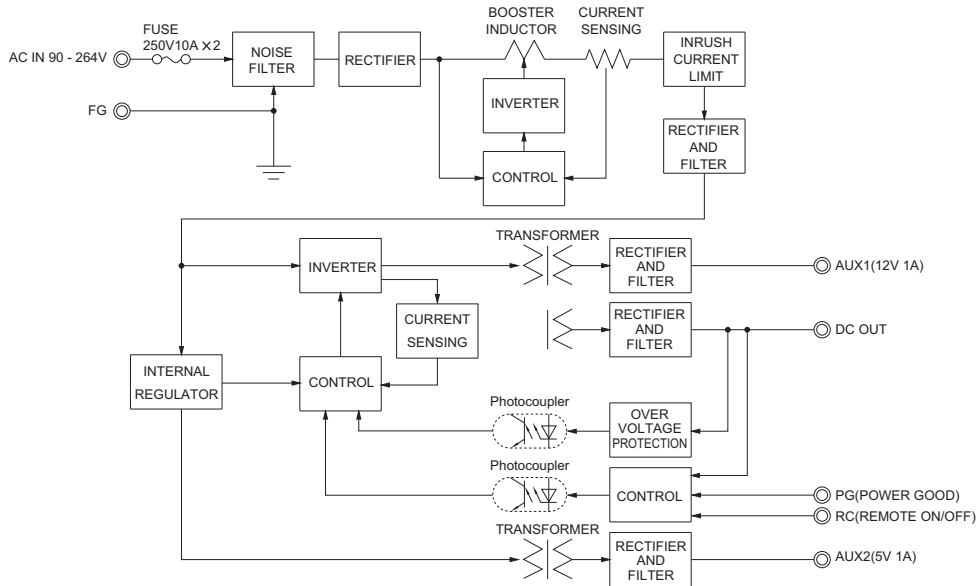 BOOSTER
INDUCTOR
CURRENT
SENSING
FUSE
250V10A ×2
AC IN 90 - 264V
NOISE
FILTER
RECTIFIER
INRUSH
CURRENT
LIMIT
INVERTER
FG
RECTIFIER
AND
FILTER
CONTROL
TRANSFORMER
INVERTER
RECTIFIER
AND
FILTER
AUX1(12V 1A)
CURRENT
SENSING
RECTIFIER
AND
FILTER
DC OUT
INTERNAL
REGULATOR
CONTROL
Photocoupler
OVER
VOLTAGE
PROTECTION
Photocoupler
CONTROL
PG(POWER GOOD)
RC(REMOTE ON/OFF)
TRANSFORMER
RECTIFIER
AND
FILTER
AUX2(5V 1A)